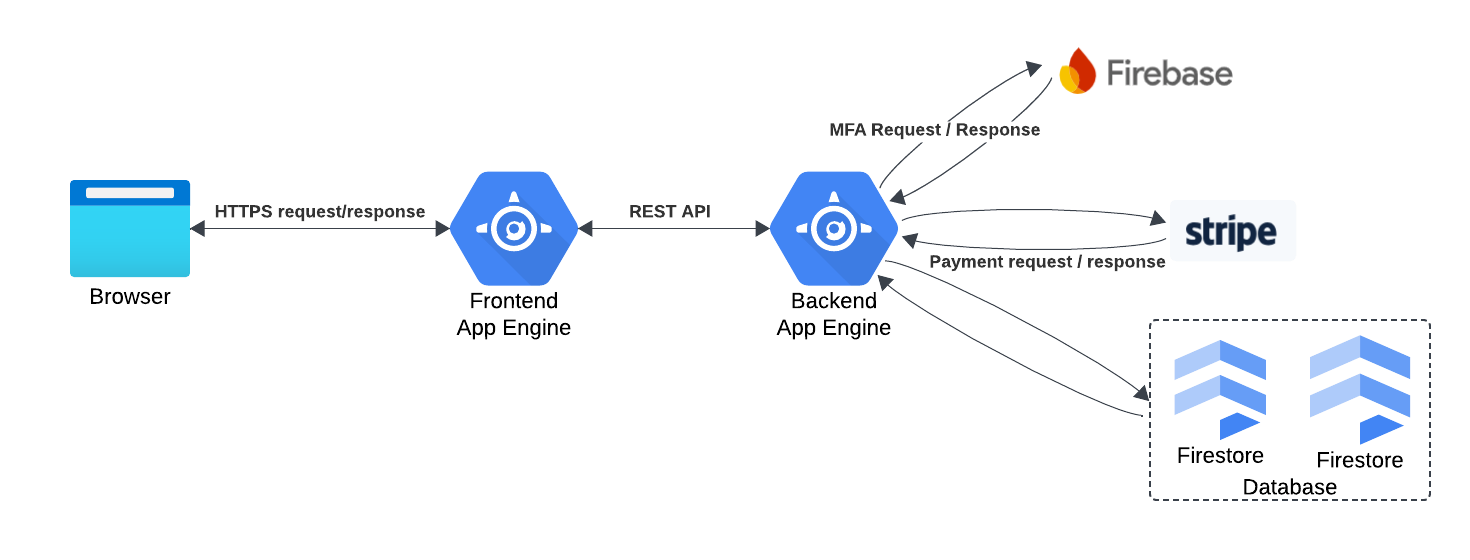 Firebase
MFA Request / Response
HTTPS request/response
REST API
stripe
Payment request / response
Browser
Frontend
App Engine
Backend
App Engine
Firestore
Firestore
Database